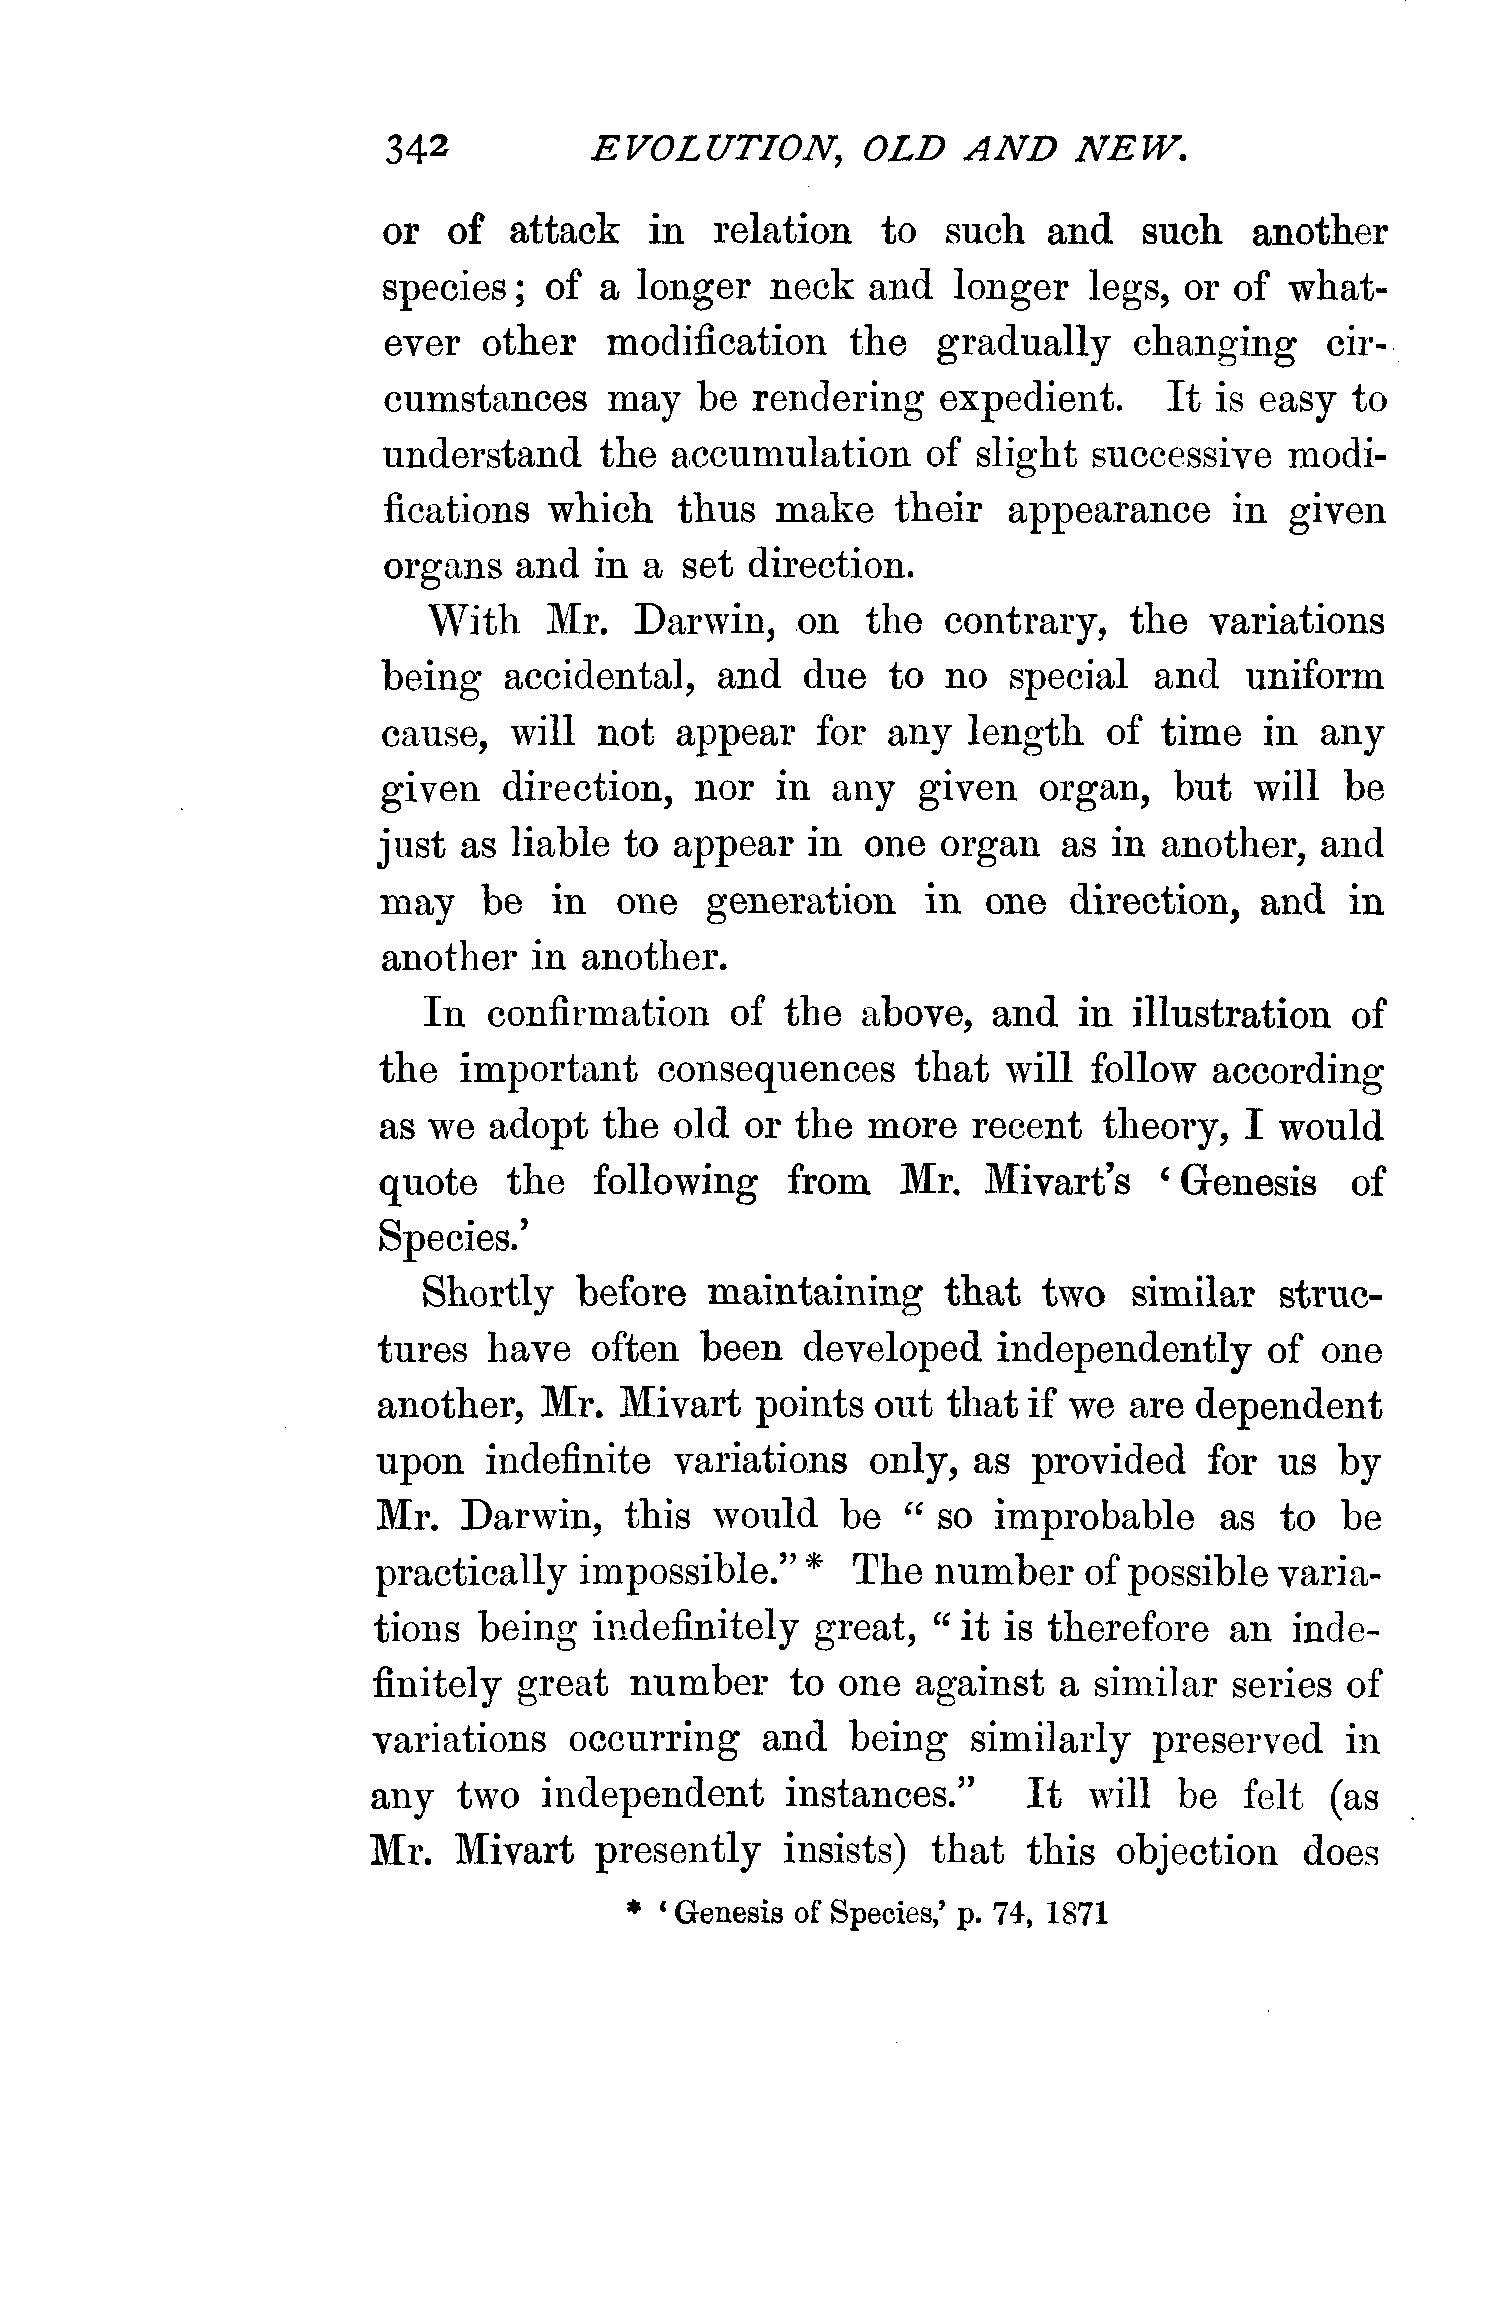 342 EVOLUTION, OLD AND NEW.
or of attack in relation to such and such another
species; of a longer neck and longer legs, or of what-
ever other modification the gradually changing cir-
cumstances may be rendering expedient. It is easy to
understand the accumulation of slight successive modi-
fications which thus make their appearance in given
organs and in a set direction.
With Mr. Darwin, on the contrary, the variations
being accidental, and due to no special and uniform
cause, will not appear for any length of time in any
given direction, nor in any given organ, but will be
just as liable to appear in one organ as in another, and
may be in one generation in one direction, and in
another in another.
In confirmation of the above, and in illustration of
the important consequences that will follow according
as we adopt the old or the more recent theory, I would
quote the following from Mr. Mivart's ‘Genesis of
Species.’
Shortly before maintaining that two similar struc-
tures have often been developed independently of one
another, Mr. Mivart points out that if we are dependent
upon indefinite variations only, as provided for us by
Mr. Darwin, this would be “so improbable as to be
practically impossible.”* The number of possible varia-
tions being indefinitely great, “it is therefore an inde-
finitely great number to one against a similar series of
variations occurring and being similarly preserved in
any two independent instances.” It will be felt (as
Mr. Mivart presently insists) that this objection does
* ‘Genesis of Species,’ p. 74, 1871